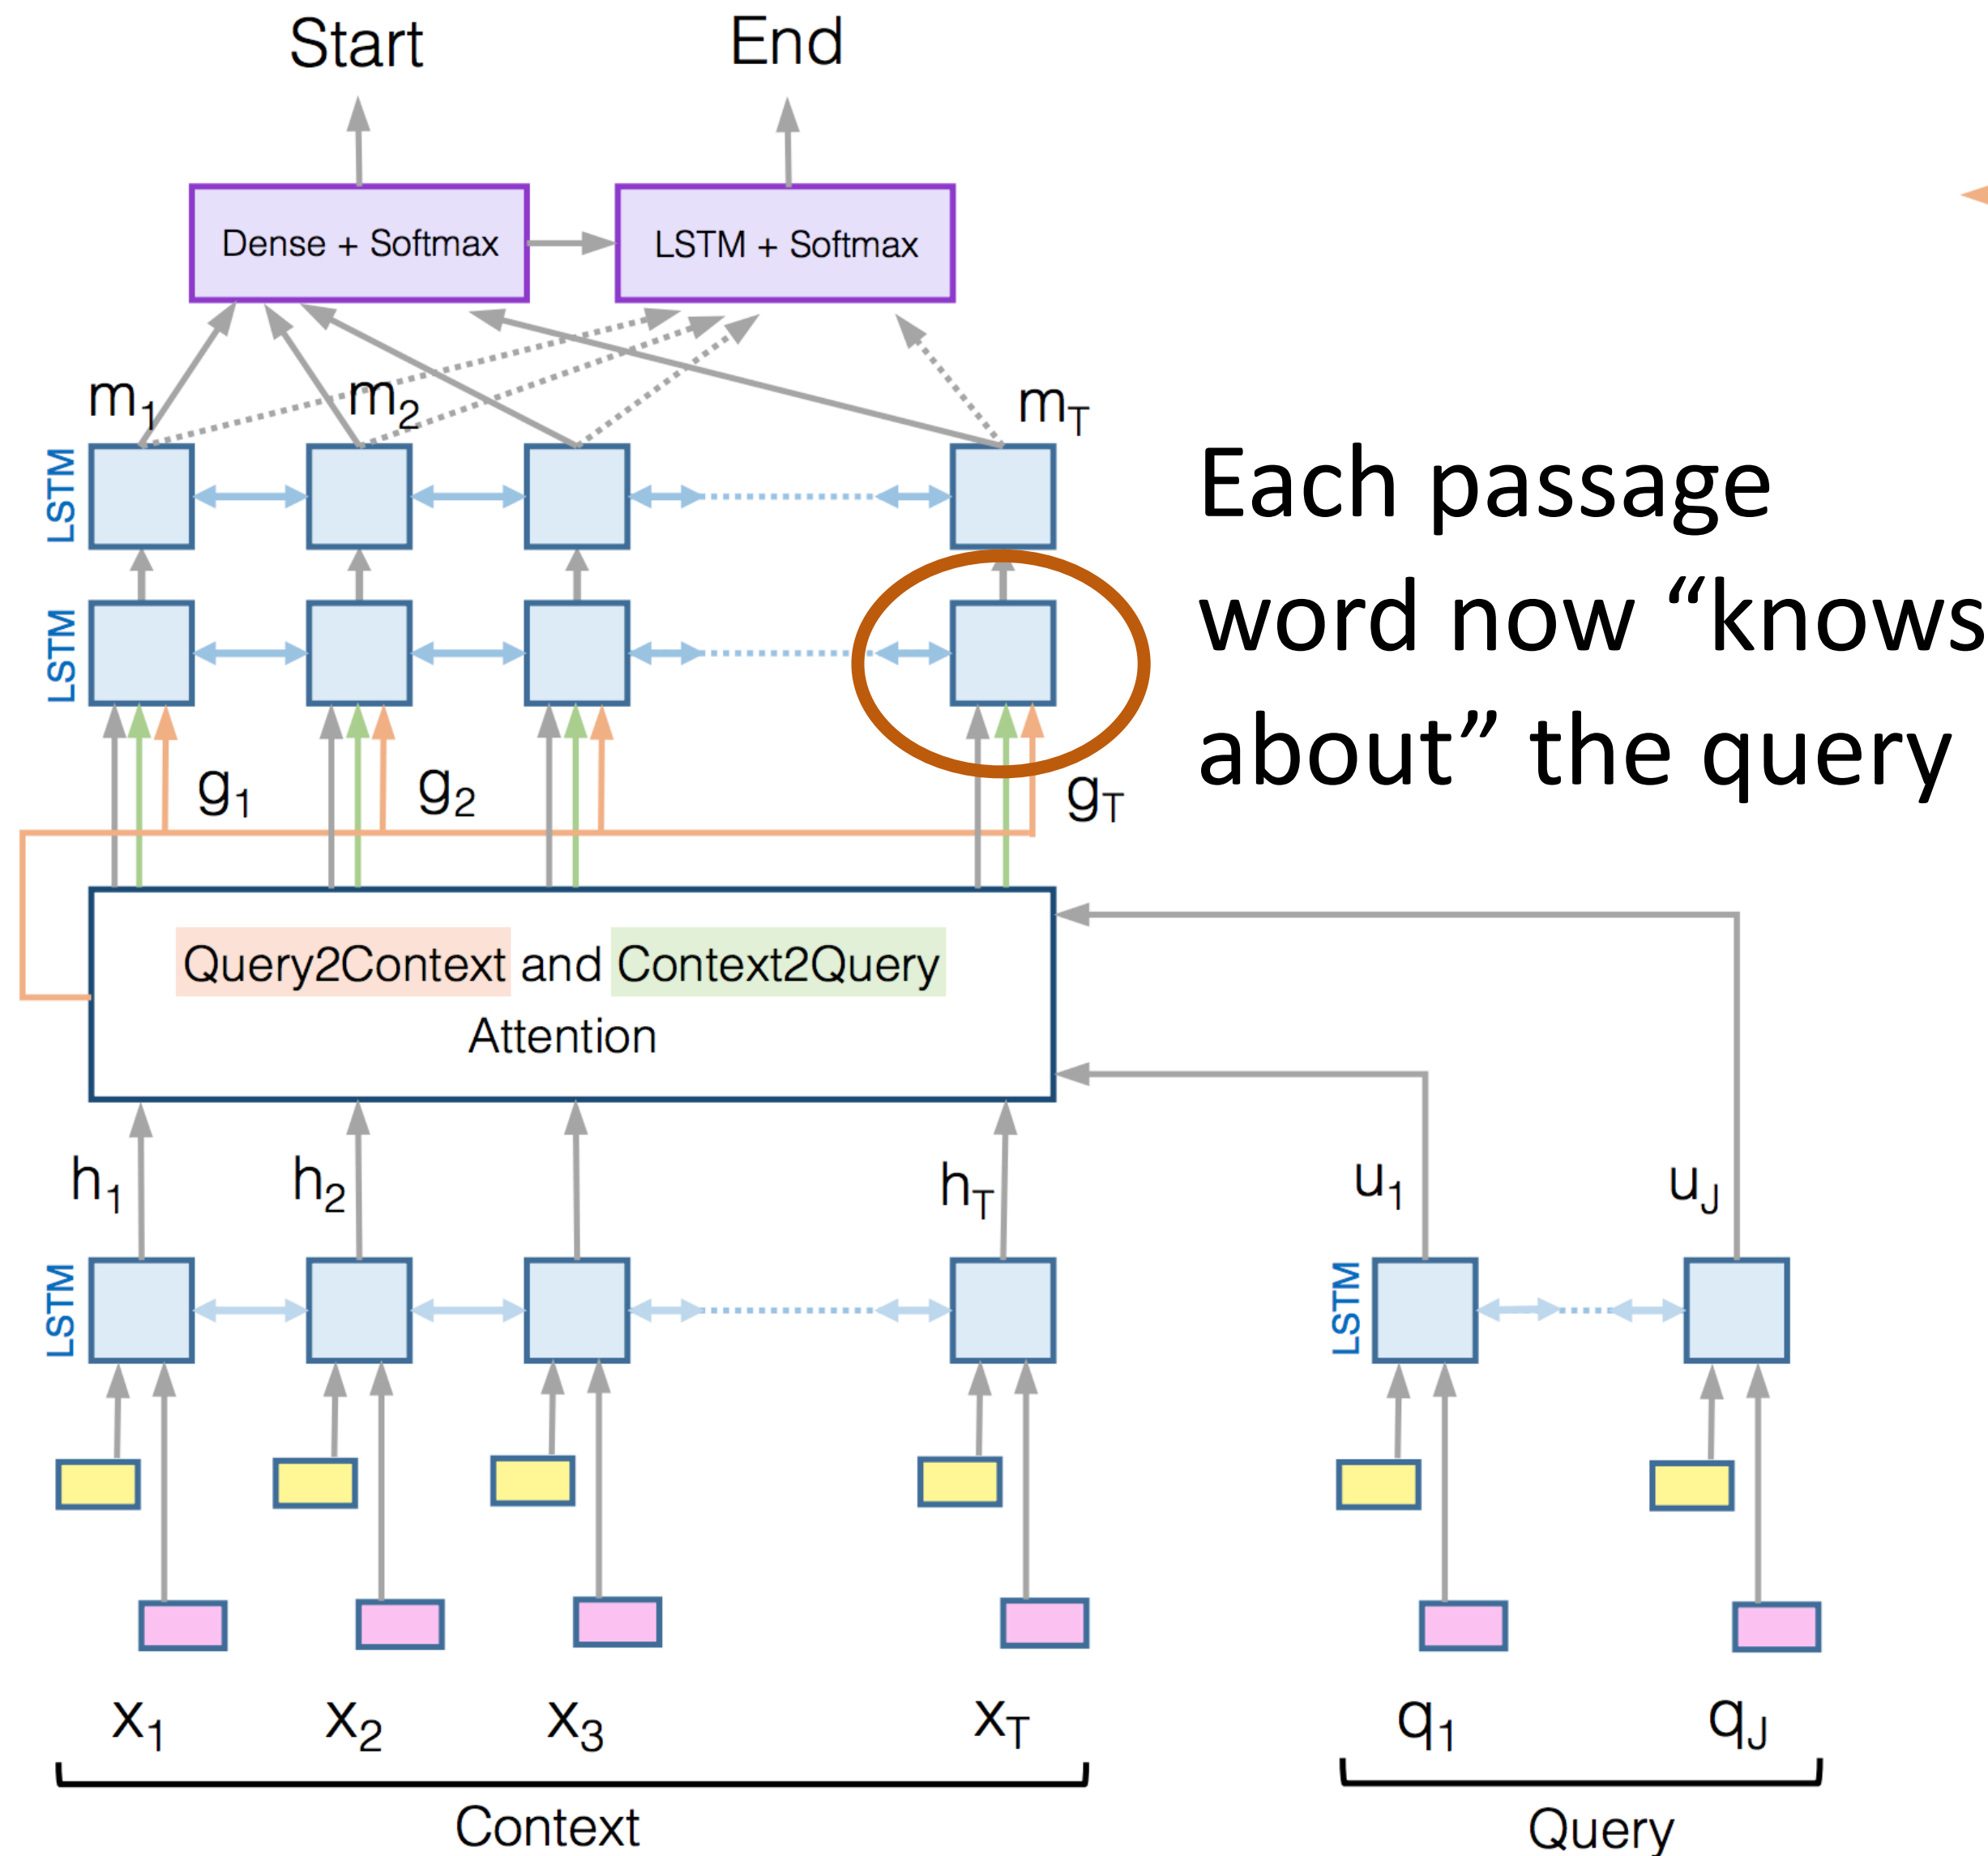 Start End
Dense + Softmax LSTM + Softmax
m1 m2 mT
LSTM
Each passage
word now “knows
about” the query
LSTM
g1 g2 gT
Query2Context and Context2Query
Attention
h1 h2 hT u1 uJ
LSTM LSTM
x1 x2 x3 xT q1 qJ
Context Query